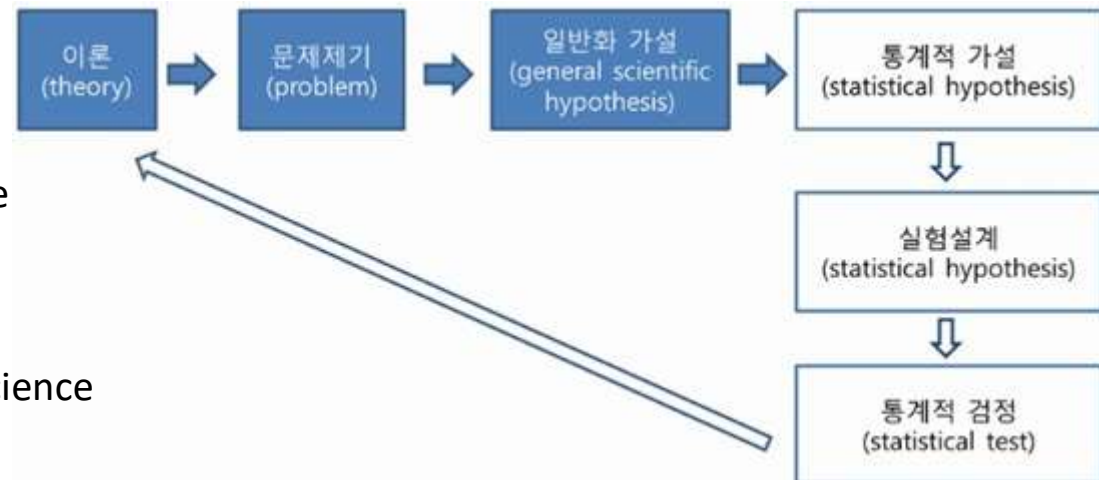 이론
(theory)
문제제기
(problem)
일반화 가설
(general scientific
hypothesis)
통계적 가설
(statistical hypothesis)
e
실험설계
(statistical hypothesis)
cience
통계적 검정
(statistical test)